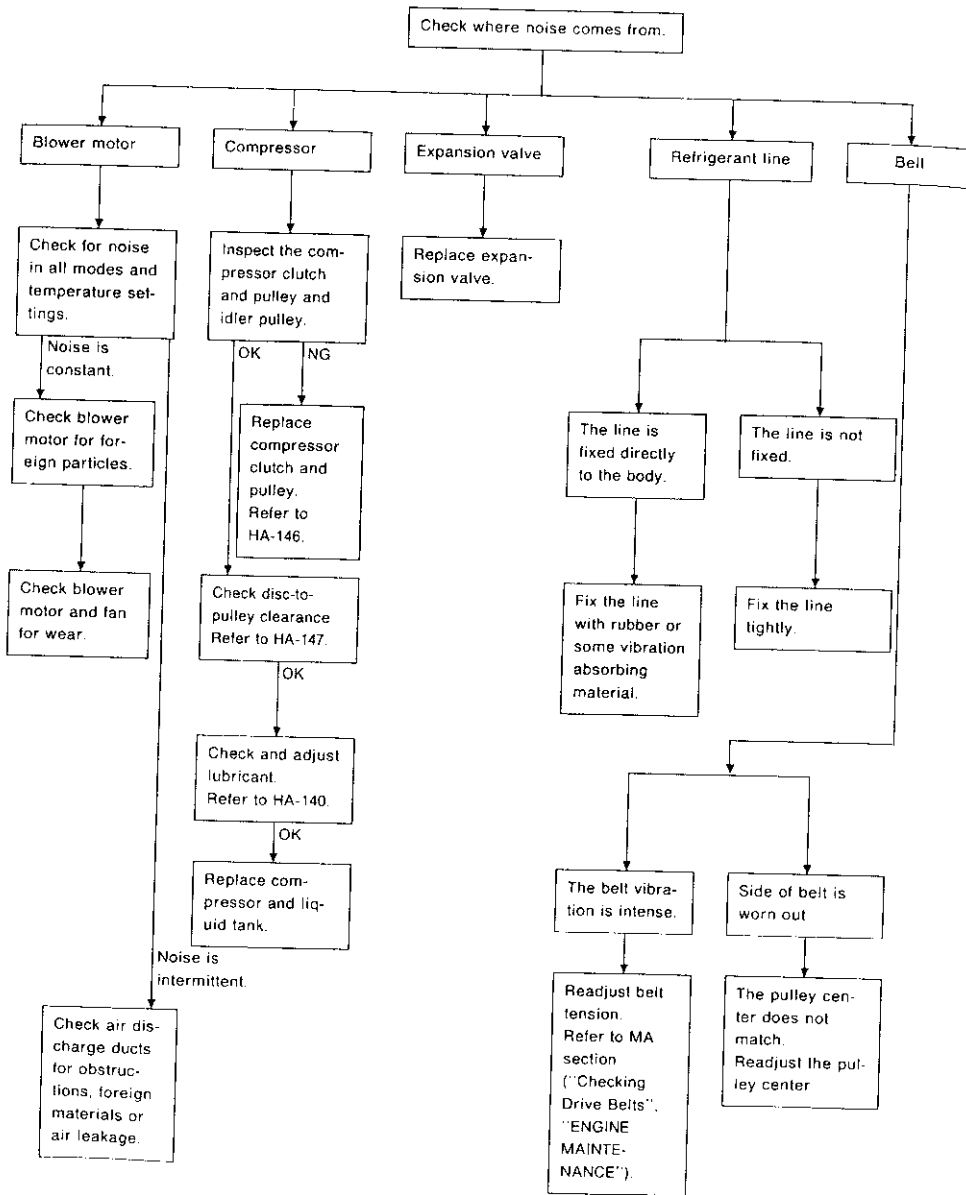 Check where noise comes from.
Blower motor
Compressor
Expansion valve
Refrigerant line
Bell
Check for noise
in all modes and
temperature set-
tings.
Noise is
constant.
Check blower
motor for for-
eign particles.
Check blower
motor and fan
for wear.
Noise is
intermittent.
Check air dis-
charge ducts
for obstruc-
tions, foreign
materials or
air leakage.
Inspect the com-
pressor clutch
and pulley and
idler pulley.
OK
NG
Replace
compressor
clutch and
pulley.
Refer to
HA-146.
Check disc-to-
pulley clearance
Refer to HA-147.
OK
Check and adjust
lubricant.
Refer to HA-140.
OK
Replace com-
pressor and liq-
uid tank.
Replace expan-
sion valve.
The line is
fixed directly
to the body.
Fix the line
with rubber or
some vibration
absorbing
material.
The line is not
fixed.
Fix the line
tightly.
The belt vibra-
tion is intense.
Readjust belt
tension.
Refer to MA
section
("Checking
Drive Belts",
"ENGINE
MAINTE-
NANCE").
Side of belt is
worn out
The pulley cen-
ter does not
match.
Readjust the pul-
ley center